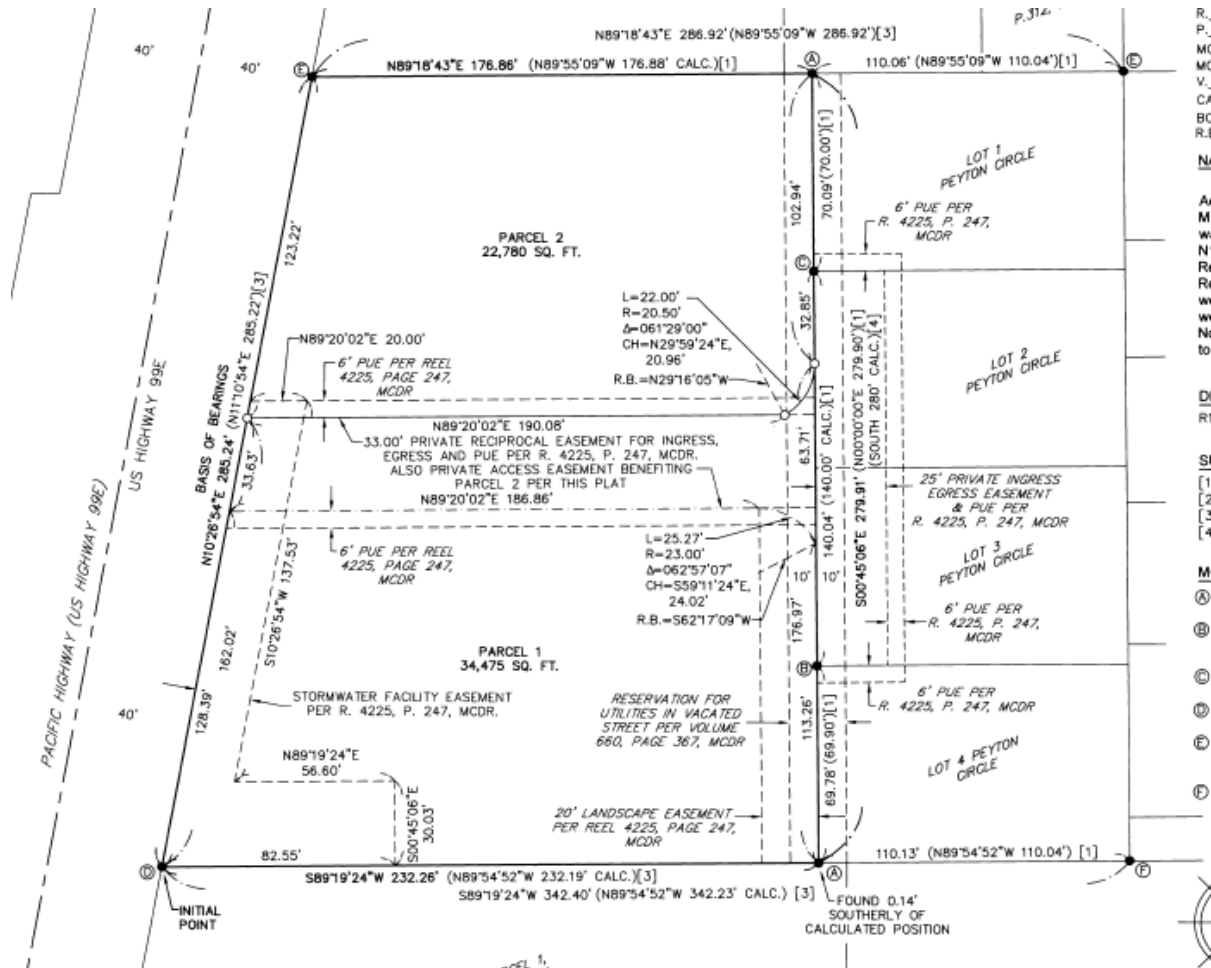 P.312,
N89°18'43"E 286.92' (N89°55'09"W 286.92')[3]
40'
40'
E
N89°18'43"E 176.86' (N89°55'09"W 176.88' CALC.)[1]
A
110.06' (N89°55'09"W 110.04')[1]
E
70.09'(70.00')[1]
102.94'
LOT 1
PEYTON CIRCLE
6' PUE PER
R. 4225, P. 247,
MCDR
PARCEL 2
22,780 SQ. FT.
123.22'
C
L=22.00'
R=20.50'
Δ=061°29'00"
CH=N29°59'24"E,
20.96'
R.B.=N29°16'05"W
32.85'
LOT 2
PEYTON CIRCLE
N89°20'02"E 20.00'
6' PUE PER REEL
4225, PAGE 247,
MCDR
BASIS OF BEARINGS
N10°26'54"E 285.24' (N11°10'54"E 285.22')[3]
US HIGHWAY 99E
PACIFIC HIGHWAY (US HIGHWAY 99E)
N89°20'02"E 190.08'
33.00' PRIVATE RECIPROCAL EASEMENT FOR INGRESS,
EGRESS AND PUE PER R. 4225, P. 247, MCDR.
ALSO PRIVATE ACCESS EASEMENT BENEFITING
PARCEL 2 PER THIS PLAT
N89°20'02"E 186.86'
33.63'
63.71'
140.04' (140.00' CALC.)[1]
S00°45'06"E 279.91' (N00°00'00"E 279.90')[1]
(SOUTH 280' CALC.)[4]
25' PRIVATE INGRESS
EGRESS EASEMENT
& PUE PER
R. 4225, P. 247, MCDR
6' PUE PER REEL
4225, PAGE 247,
MCDR
S10°26'54"W 137.53'
L=25.27'
R=23.00'
Δ=062°57'07"
CH=S59°11'24"E,
24.02'
R.B.=S62°17'09"W
10'
10'
LOT 3
PEYTON CIRCLE
176.97'
6' PUE PER
R. 4225, P. 247,
MCDR
162.02'
PARCEL 1
34,475 SQ. FT.
B
128.39'
40'
STORMWATER FACILITY EASEMENT
PER R. 4225, P. 247, MCDR.
RESERVATION FOR
UTILITIES IN VACATED
STREET PER VOLUME
660, PAGE 367, MCDR
113.26'
6' PUE PER
R. 4225, P. 247,
MCDR
N89°19'24"E
56.60'
S00°45'06"E
30.03'
69.78' (69.90')[1]
LOT 4 PEYTON
CIRCLE
20' LANDSCAPE EASEMENT
PER REEL 4225, PAGE 247,
MCDR
82.55'
110.13' (N89°54'52"W 110.04') [1]
D
S89°19'24"W 232.26' (N89°54'52"W 232.19' CALC.)[3]
A
F
S89°19'24"W 342.40' (N89°54'52"W 342.23' CALC.) [3]
INITIAL
POINT
FOUND 0.14'
SOUTHERLY OF
CALCULATED POSITION
1,
[1]
[2]
[3]
[4]
A
B
C
D
E
F